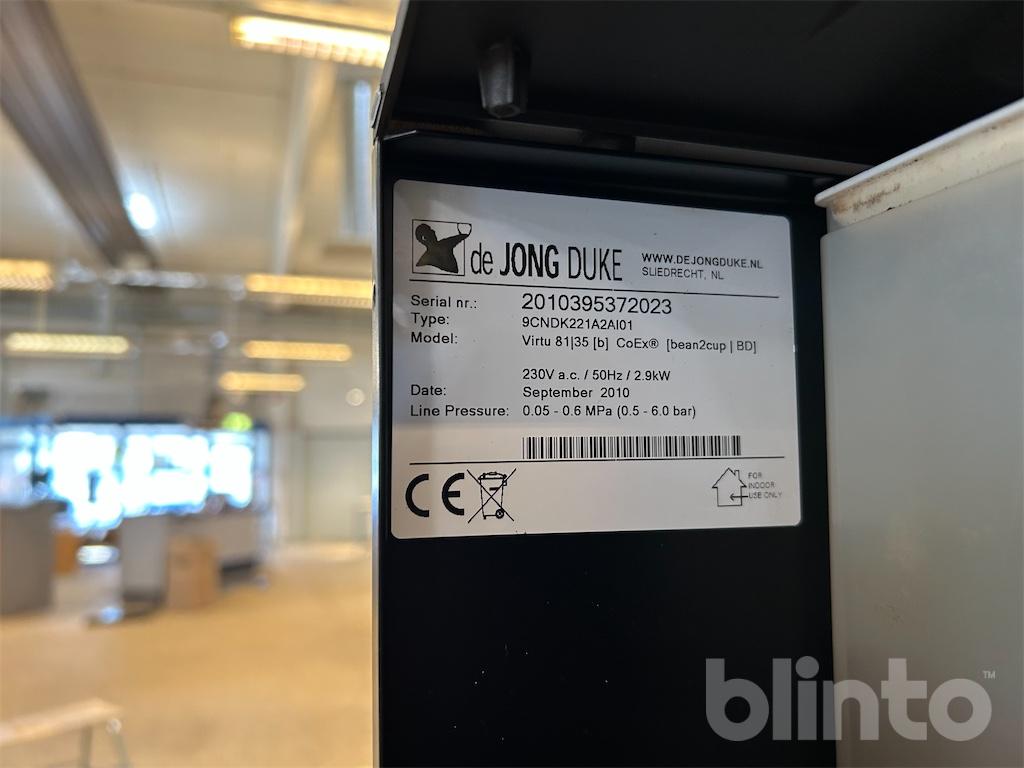 de JONG DUKE
WWW.DEJONGDUKE.NL
SLIEDRECHT, NL
Serial nr.: 2010395372023
Type: 9CNDK221A2AI01
Model: Virtu 81|35 [b] CoEx® [bean2cup | BD]
230V a.c. / 50Hz / 2.9kW
Date: September 2010
Line Pressure: 0.05 - 0.6 MPa (0.5 - 6.0 bar)
CE
FOR
INDOOR
USE ONLY
blinto™